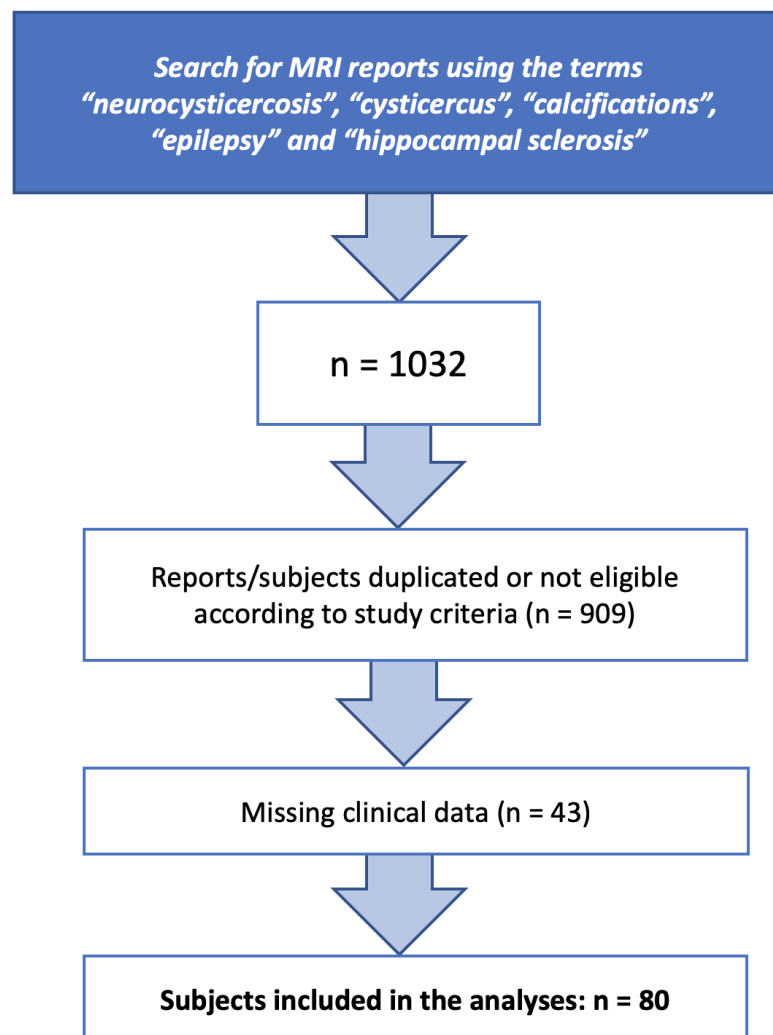 Search for MRI reports using the terms
“neurocysticercosis”, “cysticercus”, “calcifications”,
“epilepsy” and “hippocampal sclerosis”
n = 1032
Reports/subjects duplicated or not eligible
according to study criteria (n = 909)
Missing clinical data (n = 43)
Subjects included in the analyses: n = 80